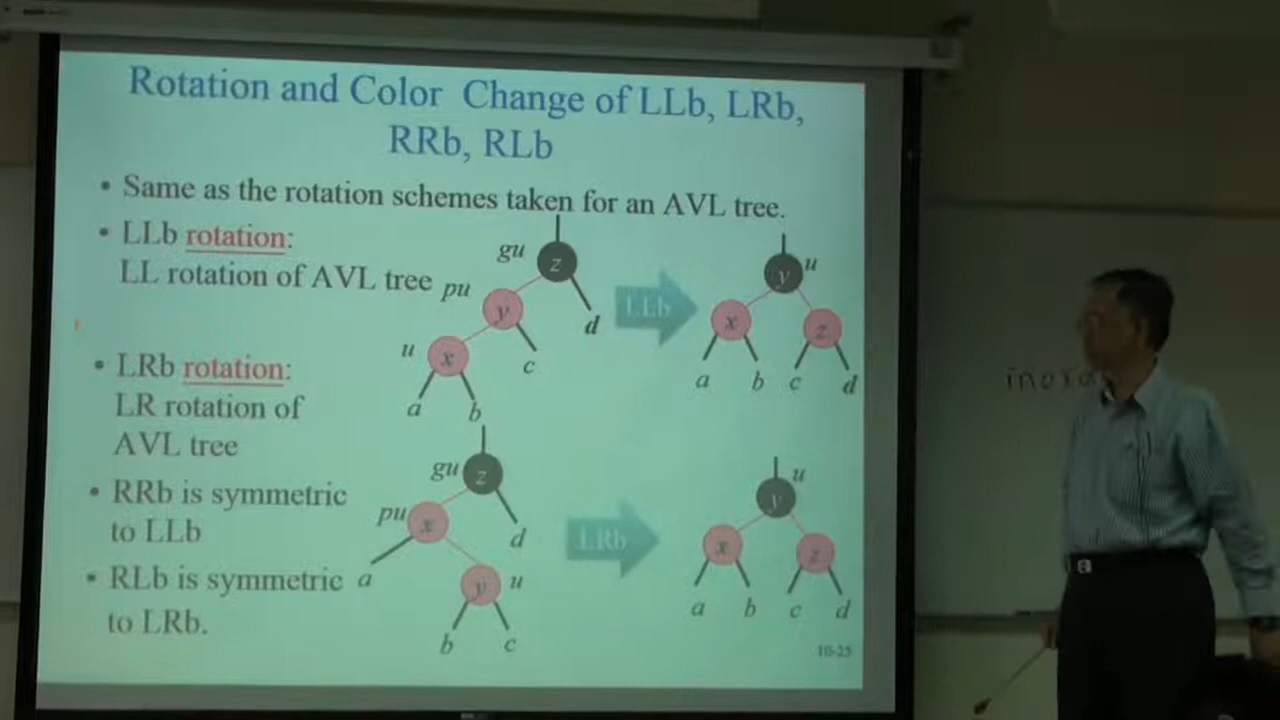 Rotation and Color Change of LLb, LRb,
RRb, RLb
• Same as the rotation schemes taken for an AVL tree.
• LLb rotation:
LL rotation of AVL tree
gu
z
pu
y
u
x
d
c
a
b
LLb
y
u
x
z
a
b
c
d
• LRb rotation:
LR rotation of
AVL tree
• RRb is symmetric
to LLb
• RLb is symmetric
to LRb.
gu
z
pu
x
d
a
y
u
b
c
LRb
u
y
x
z
a
b
c
d
10-25